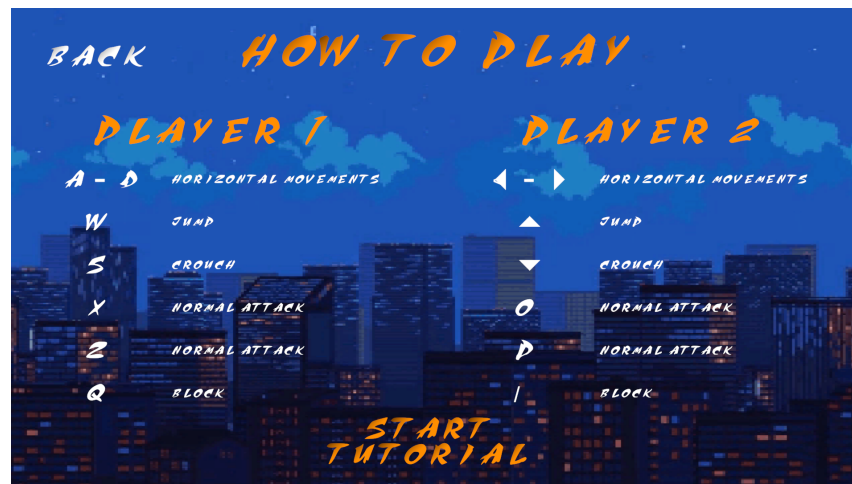 BACK
HOW TO PLAY
PLAYER 1
A - D HORIZONTAL MOVEMENTS
W JUMP
S CROUCH
X NORMAL ATTACK
Z NORMAL ATTACK
Q BLOCK
PLAYER 2
◀ - ▶ HORIZONTAL MOVEMENTS
▲ JUMP
▼ CROUCH
O NORMAL ATTACK
P NORMAL ATTACK
BLOCK
START
TUTORIAL